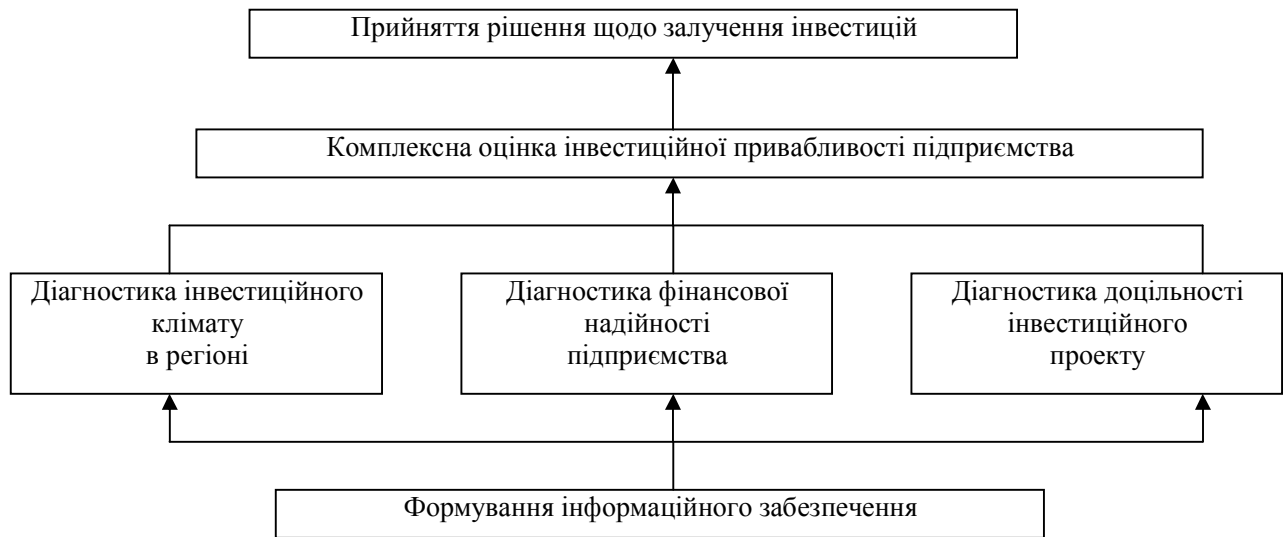 Прийняття рішення щодо залучення інвестицій
Комплексна оцінка інвестиційної привабливості підприємства
Діагностика інвестиційного
клімату
в регіоні
Діагностика фінансової
надійності
підприємства
Діагностика доцільності
інвестиційного
проекту
Формування інформаційного забезпечення